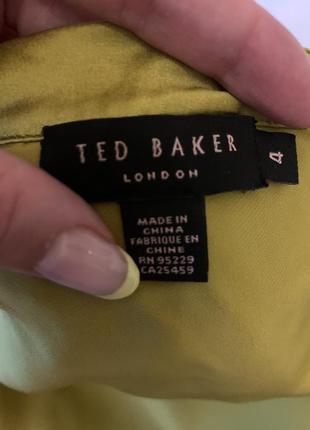 TED BAKER
LONDON
4
MADE IN
CHINA
FABRIQUE EN
CHINE
RN 95229
CA25459